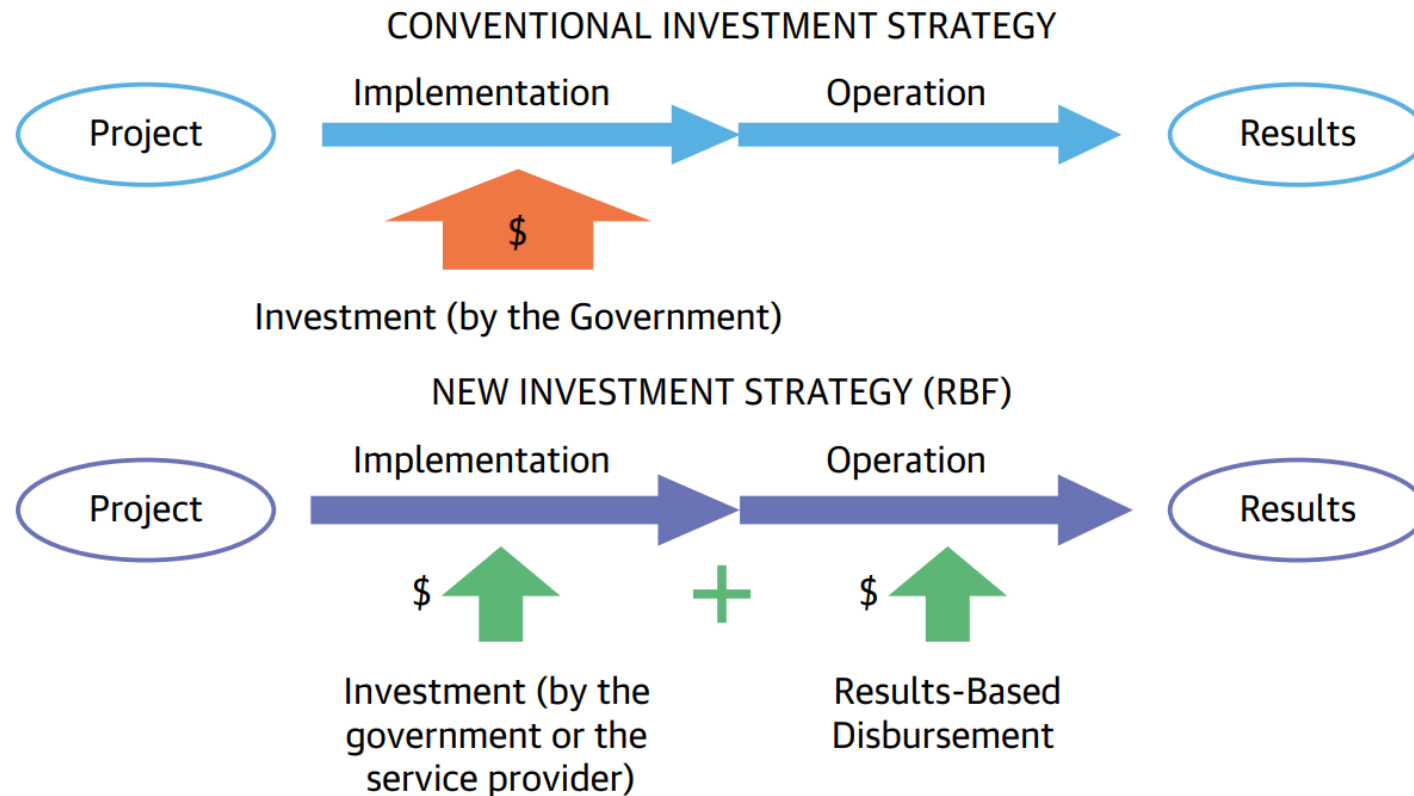 CONVENTIONAL INVESTMENT STRATEGY
Implementation
Operation
Project
Results
$
Investment (by the Government)
NEW INVESTMENT STRATEGY (RBF)
Implementation
Operation
Project
Results
$
+
$
Investment (by the
government or the
service provider)
Results-Based
Disbursement